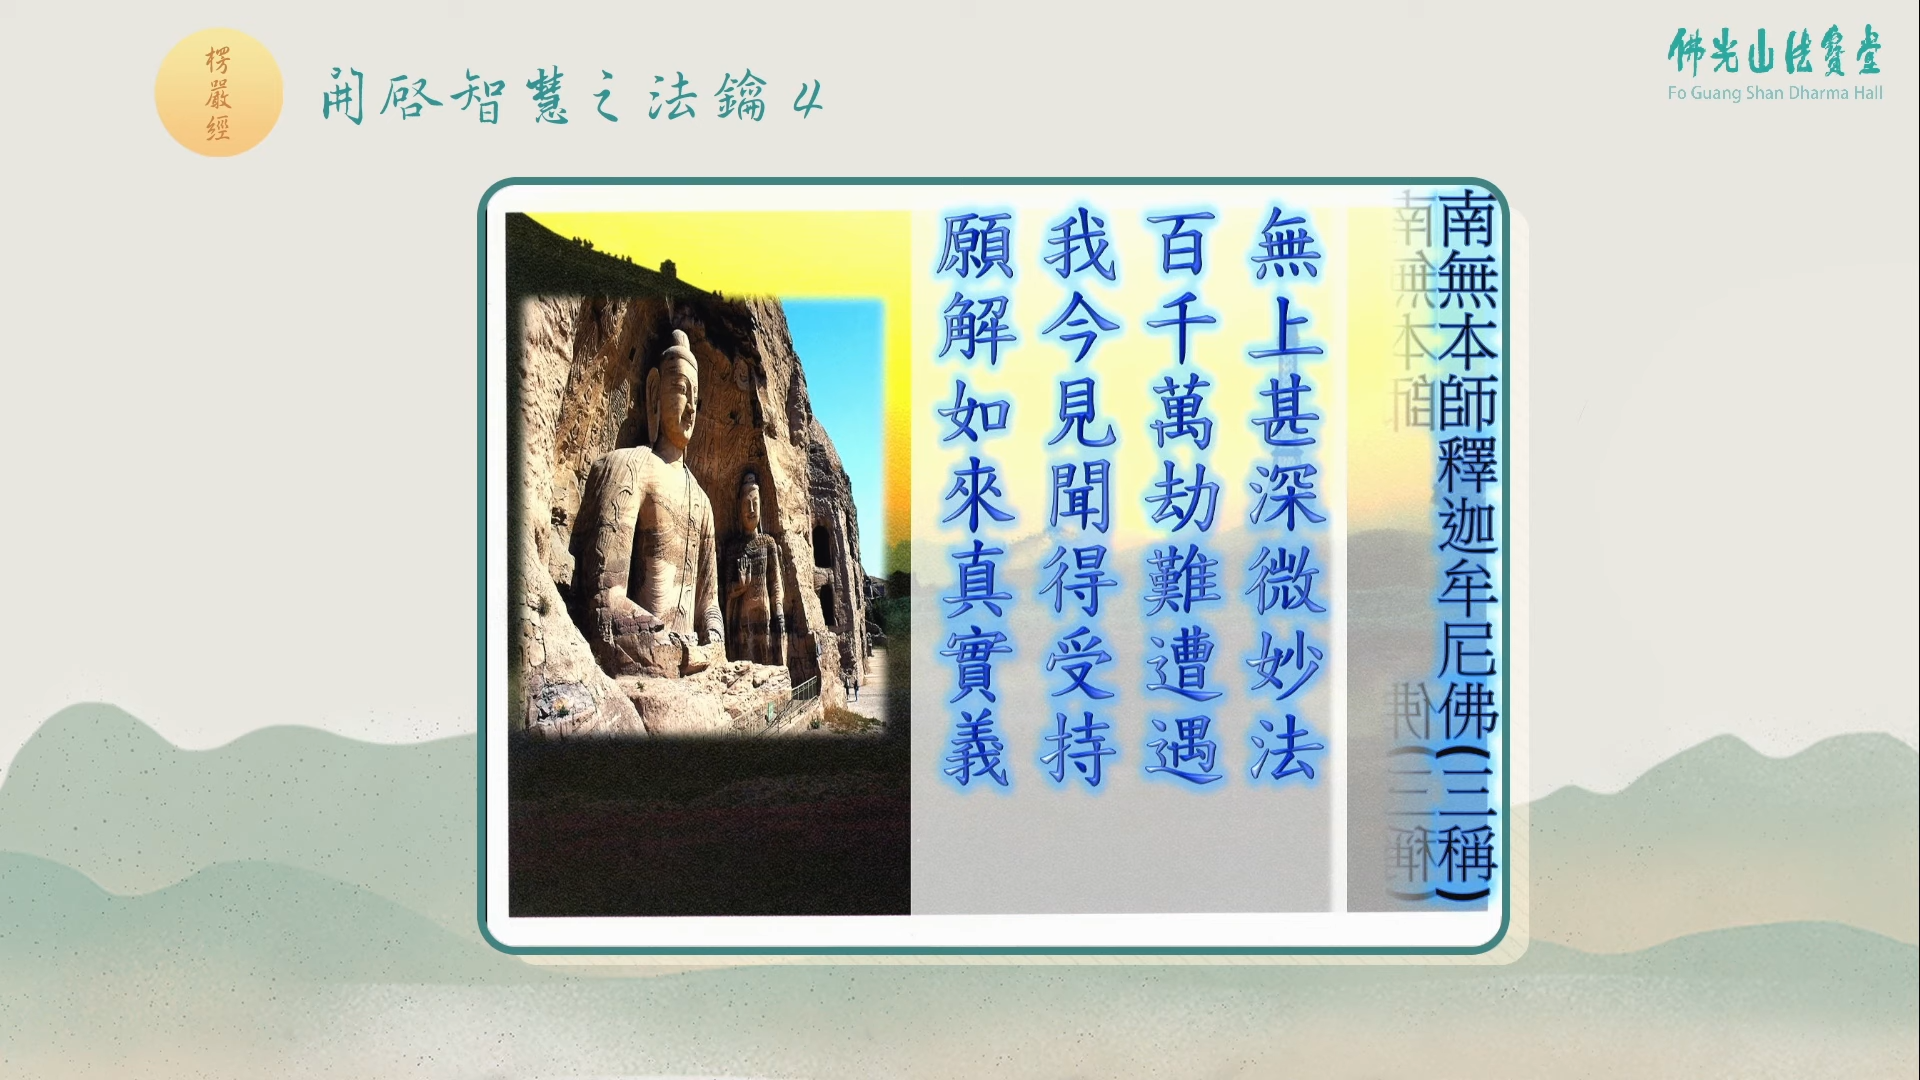 楞嚴經
開啓智慧之法鑰 4
佛光山法寶堂
Fo Guang Shan Dharma Hall
南無本師釋迦牟尼佛(三稱)
無上甚深微妙法
百千萬劫難遭遇
我今見聞得受持
願解如來真實義